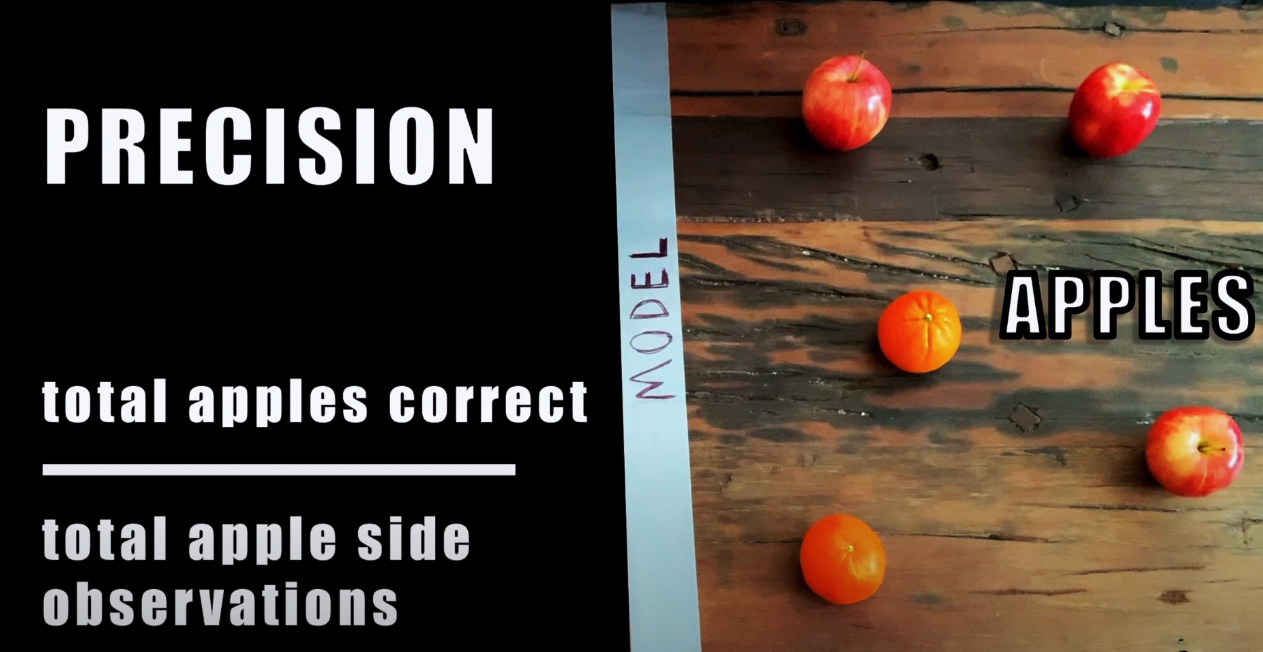 PRECISION
total apples correct
total apple side
observations
MODEL
APPLES